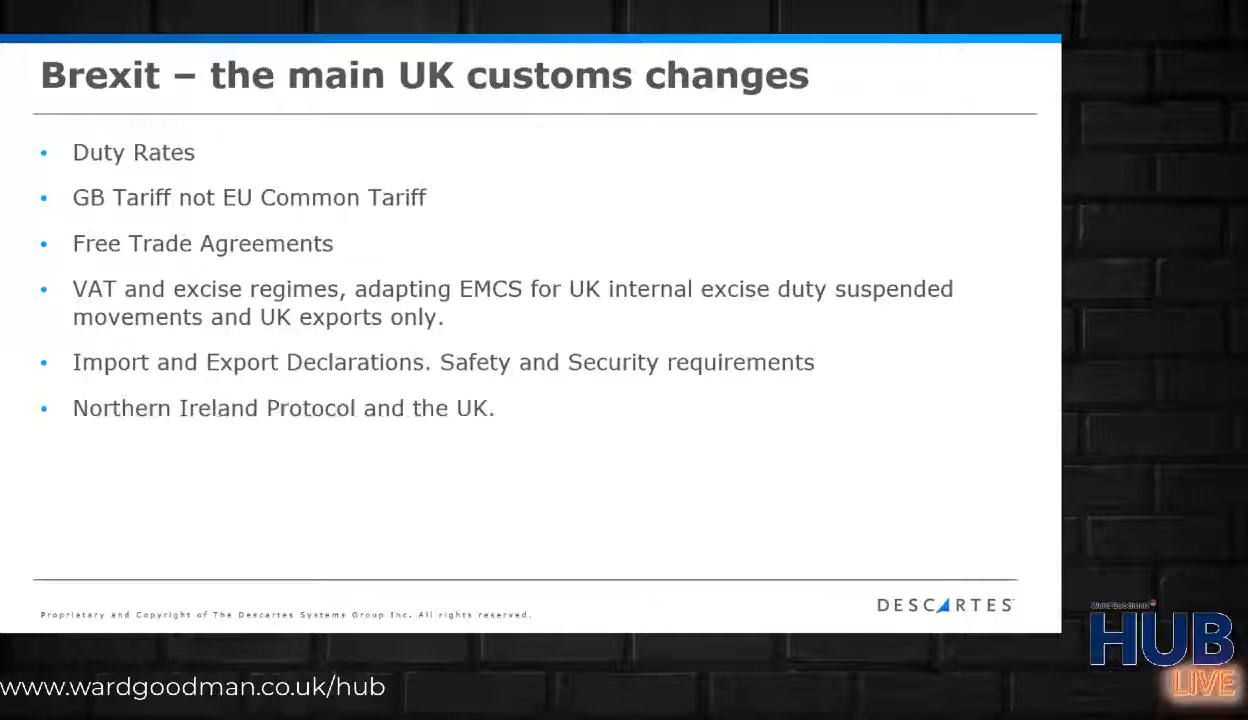 Brexit – the main UK customs changes
• Duty Rates
• GB Tariff not EU Common Tariff
• Free Trade Agreements
• VAT and excise regimes, adapting EMCS for UK internal excise duty suspended
movements and UK exports only.
• Import and Export Declarations. Safety and Security requirements
• Northern Ireland Protocol and the UK.
Proprietary and Copyright of The Descartes Systems Group Inc. All rights reserved.
DESCARTES
Ward Goodman
HUB
LIVE
www.wardgoodman.co.uk/hub